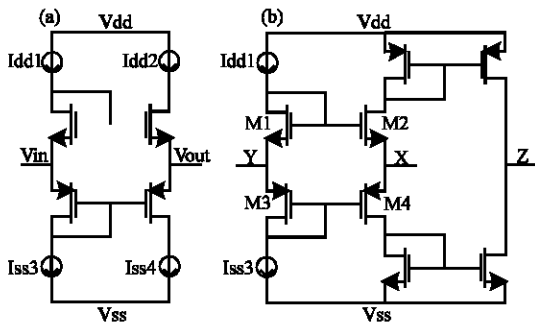 (a)
Vdd
Idd1
Idd2
Vin
Vout
Iss3
Iss4
Vss
(b)
Vdd
Idd1
M1
M2
Y
X
Z
M3
M4
Iss3
Vss